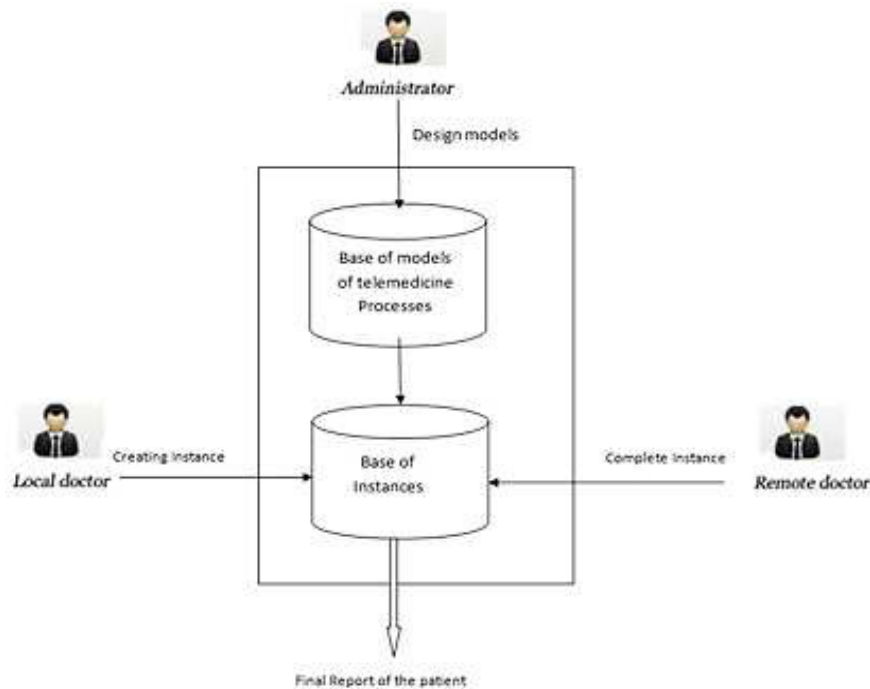 Administrator
Design models
Base of models
of telemedicine
Processes
Creating Instance
Local doctor
Base of
Instances
Complete Instance
Remote doctor
Final Report of the patient